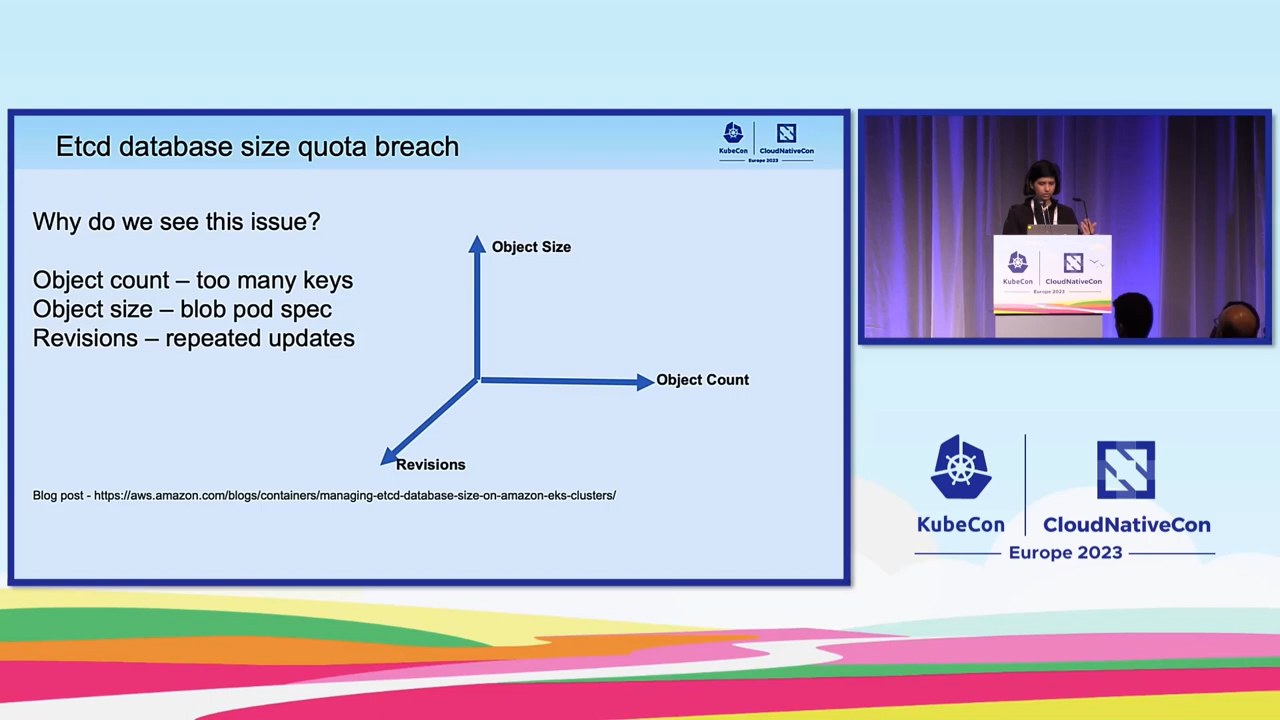 Etcd database size quota breach
KubeCon
CloudNativeCon
Europe 2023
Why do we see this issue?
Object count – too many keys
Object size – blob pod spec
Revisions – repeated updates
Object Size
Object Count
Revisions
Blog post - https://aws.amazon.com/blogs/containers/managing-etcd-database-size-on-amazon-eks-clusters/
KubeCon
CloudNativeCon
Europe 2023
KubeCon
CloudNativeCon
Europe 2023